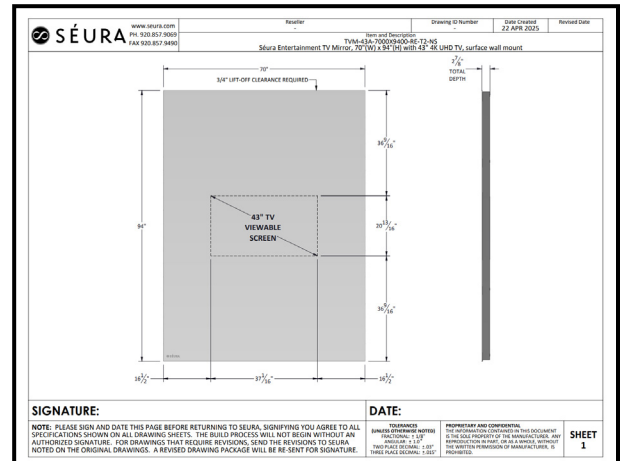 SÉURA
www.seura.com
PH. 920.857.9069
FAX 920.857.9490
Reseller
-
Drawing ID Number
-
Date Created
22 APR 2025
Revised Date
Item and Description
TVM-43A-7000X9400-RE-T2-NS
Séura Entertainment TV Mirror, 70"(W) x 94"(H) with 43" 4K UHD TV, surface wall mount
70"
3/4" LIFT-OFF CLEARANCE REQUIRED
2 7/8"
TOTAL
DEPTH
36 9/16"
94"
43" TV
VIEWABLE
SCREEN
20 13/16"
36 9/16"
16 1/2"
37 1/16"
16 1/2"
SIGNATURE:
DATE:
NOTE: PLEASE SIGN AND DATE THIS PAGE BEFORE RETURNING TO SEURA, SIGNIFYING YOU AGREE TO ALL
SPECIFICATIONS SHOWN ON ALL DRAWING SHEETS. THE BUILD PROCESS WILL NOT BEGIN WITHOUT AN
AUTHORIZED SIGNATURE. FOR DRAWINGS THAT REQUIRE REVISIONS, SEND THE REVISIONS TO SEURA
NOTED ON THE ORIGINAL DRAWINGS. A REVISED DRAWING PACKAGE WILL BE RE-SENT FOR SIGNATURE.
TOLERANCES
(UNLESS OTHERWISE NOTED)
FRACTIONAL: ± 1/8"
ANGULAR: ± 1.0°
TWO PLACE DECIMAL: ±.03"
THREE PLACE DECIMAL: ±.015"
PROPRIETARY AND CONFIDENTIAL
THE INFORMATION CONTAINED IN THIS DOCUMENT
IS THE SOLE PROPERTY OF THE MANUFACTURER. ANY
REPRODUCTION IN PART, OR AS A WHOLE, WITHOUT
THE WRITTEN PERMISSION OF MANUFACTURER, IS
PROHIBITED.
SHEET
1